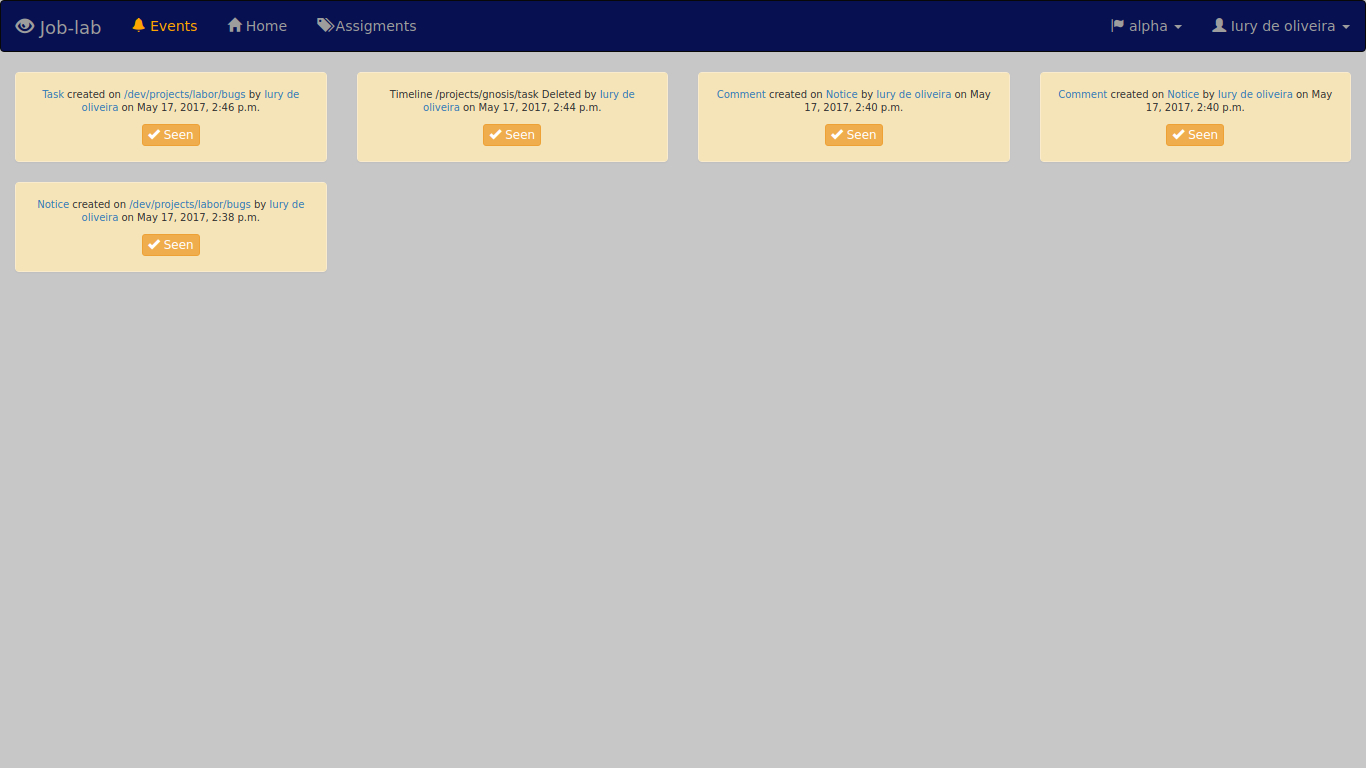 Job-lab Events Home Assigments alpha Iury de oliveira
Task created on /dev/projects/labor/bugs by Iury de
oliveira on May 17, 2017, 2:46 p.m.
Seen
Timeline /projects/gnosis/task Deleted by Iury de
oliveira on May 17, 2017, 2:44 p.m.
Seen
Comment created on Notice by Iury de oliveira on May
17, 2017, 2:40 p.m.
Seen
Comment created on Notice by Iury de oliveira on May
17, 2017, 2:40 p.m.
Seen
Notice created on /dev/projects/labor/bugs by Iury de
oliveira on May 17, 2017, 2:38 p.m.
Seen